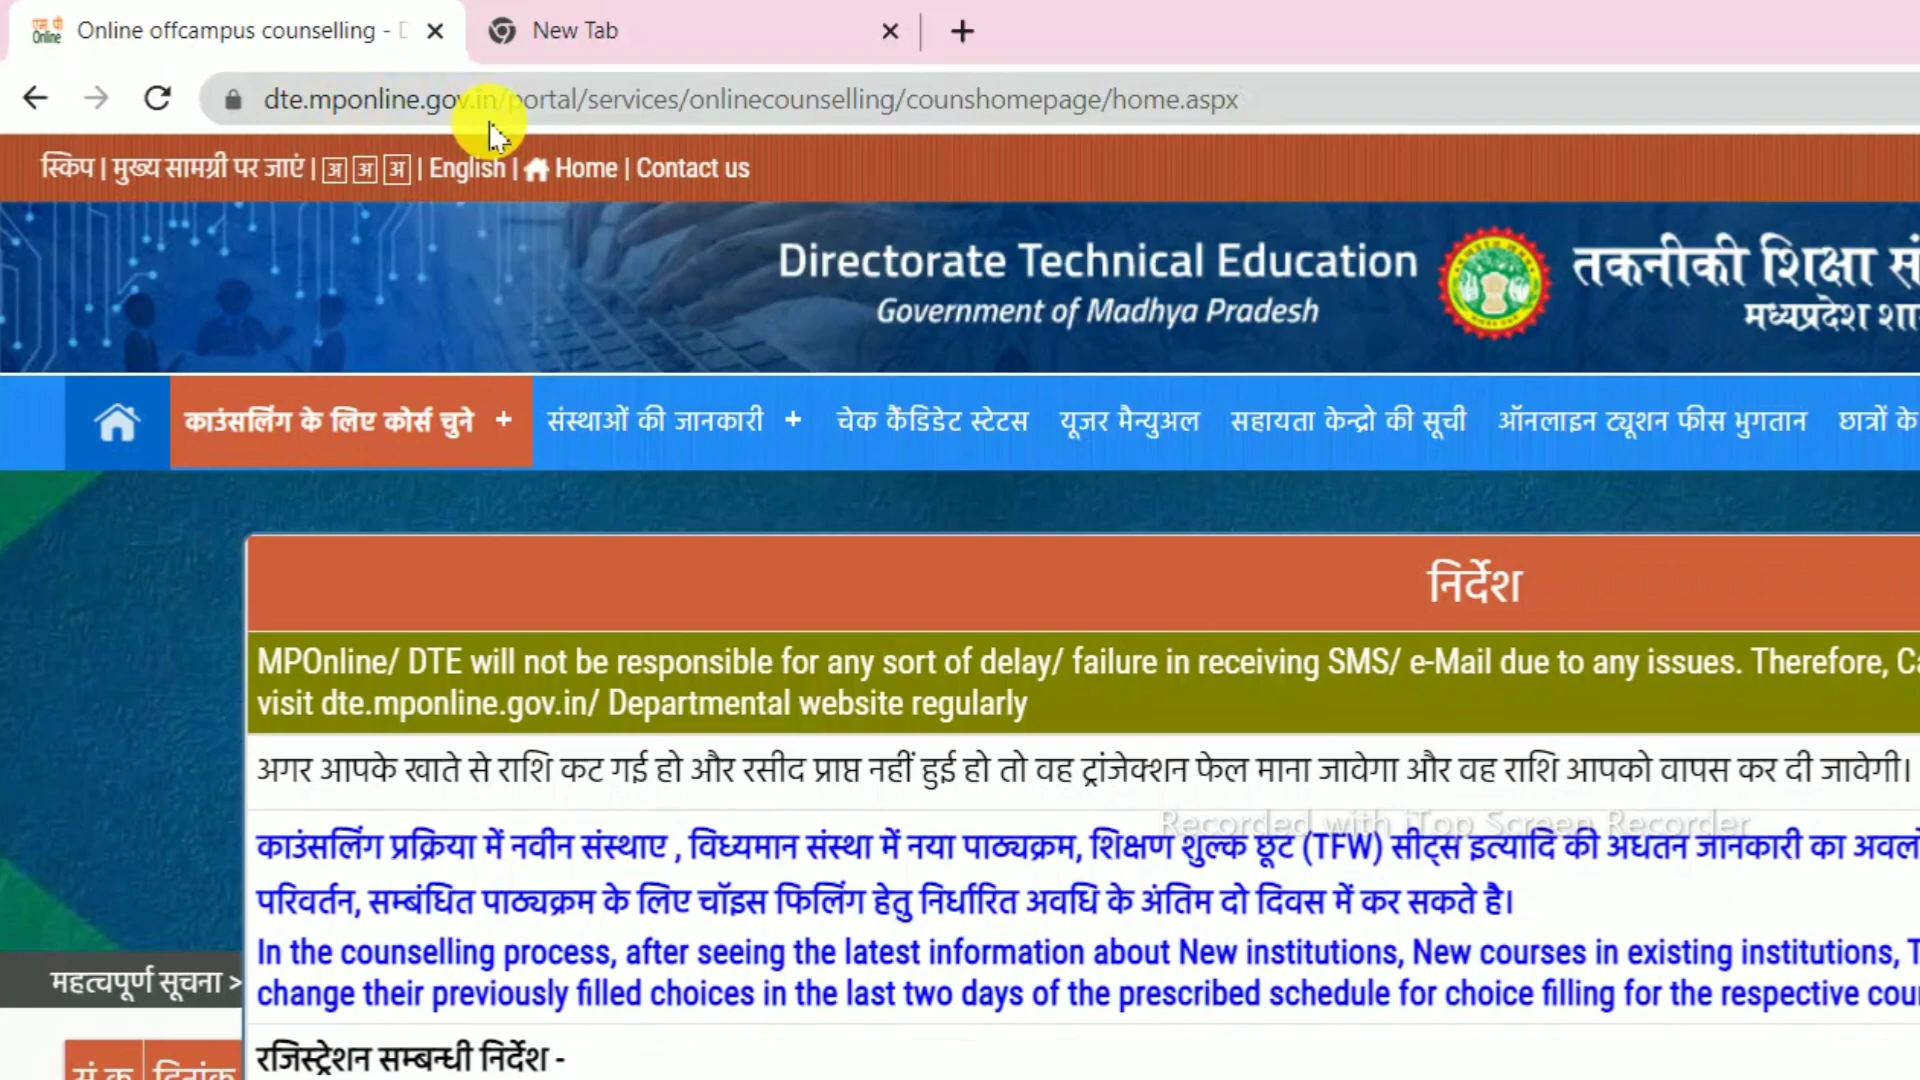 Online offcampus counselling -
New Tab
dte.mponline.gov.in/portal/services/onlinecounselling/counshomepage/home.aspx
स्किप | मुख्य सामग्री पर जाएं | अ अ अ | English | Home | Contact us
Directorate Technical Education
Government of Madhya Pradesh
तकनीकी शिक्षा
मध्यप्रदेश
काउंसलिंग के लिए कोर्स चुने + संस्थाओं की जानकारी + चेक कैंडिडेट स्टेटस यूजर मैन्युअल सहायता केन्द्रो की सूची ऑनलाइन ट्यूशन फीस भुगतान छात्रों के
निर्देश
MPOnline/ DTE will not be responsible for any sort of delay/ failure in receiving SMS/ e-Mail due to any issues. Therefore,
visit dte.mponline.gov.in/ Departmental website regularly
अगर आपके खाते से राशि कट गई हो और रसीद प्राप्त नहीं हुई हो तो वह ट्रांजेक्शन फेल माना जावेगा और वह राशि आपको वापस कर दी जावेगी।
Recorded with iTop Screen Recorder
काउंसलिंग प्रक्रिया में नवीन संस्थाए , विध्यमान संस्था में नया पाठ्यक्रम, शिक्षण शुल्क छूट (TFW) सीट्स इत्यादि की अधतन जानकारी का
परिवर्तन, सम्बंधित पाठ्यक्रम के लिए चॉइस फिलिंग हेतु निर्धारित अवधि के अंतिम दो दिवस में कर सकते है।
In the counselling process, after seeing the latest information about New institutions, New courses in existing institutions,
change their previously filled choices in the last two days of the prescribed schedule for choice filling for the respective
महत्वपूर्ण सूचना >
रजिस्ट्रेशन सम्बन्धी निर्देश -
सं.क्र दिनांक